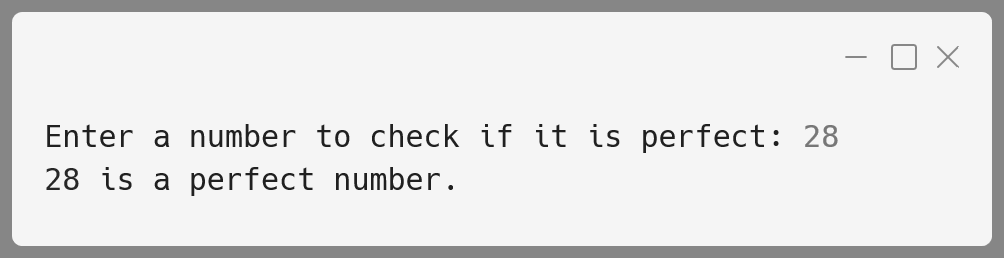 Enter a number to check if it is perfect: 28
28 is a perfect number.